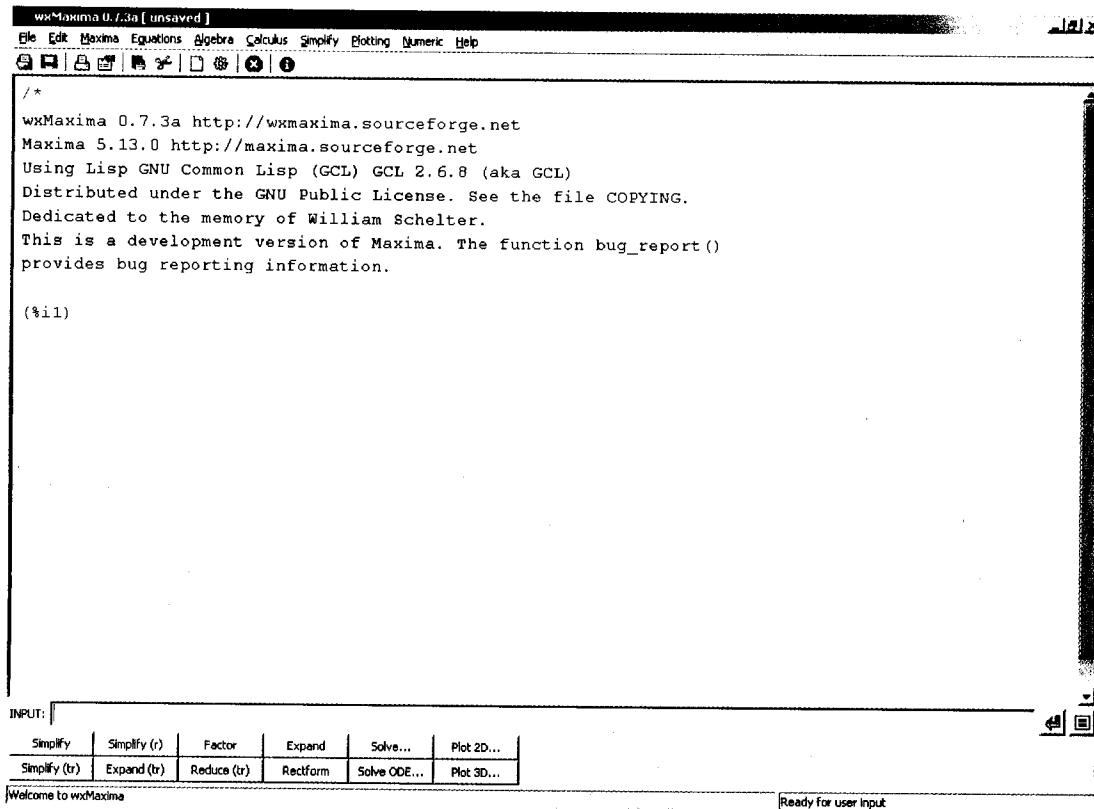 wxMaxima 0.7.3a [ unsaved ]
File Edit Maxima Equations Algebra Calculus Simplify Plotting Numeric Help
/*
wxMaxima 0.7.3a http://wxmaxima.sourceforge.net
Maxima 5.13.0 http://maxima.sourceforge.net
Using Lisp GNU Common Lisp (GCL) GCL 2.6.8 (aka GCL)
Distributed under the GNU Public License. See the file COPYING.
Dedicated to the memory of William Schelter.
This is a development version of Maxima. The function bug_report()
provides bug reporting information.
(%i1)
INPUT:
Simplify Simplify (r) Factor Expand Solve... Plot 2D...
Simplify (tr) Expand (tr) Reduce (tr) Rectform Solve ODE... Plot 3D...
Welcome to wxMaxima Ready for user input